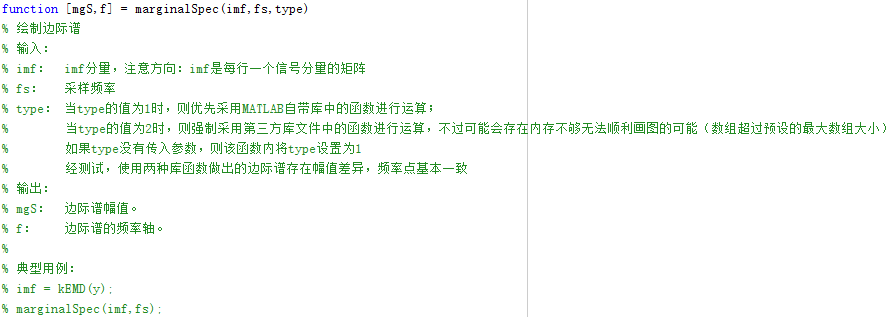 function [mgS,f] = marginalSpec(imf,fs,type)
% 绘制边际谱
% 输入:
% imf: imf分量，注意方向：imf是每行一个信号分量的矩阵
% fs: 采样频率
% type: 当type的值为1时，则优先采用MATLAB自带库中的函数进行运算；
% 当type的值为2时，则强制采用第三方库文件中的函数进行运算，不过可能会存在内存不够无法顺利画图的可能（数组超过预设的最大数组大小）
% 如果type没有传入参数，则该函数内将type设置为1
% 经测试，使用两种库函数做出的边际谱存在幅值差异，频率点基本一致
% 输出:
% mgS: 边际谱幅值。
% f: 边际谱的频率轴。
%
% 典型用例:
% imf = kEMD(y);
% marginalSpec(imf,fs);